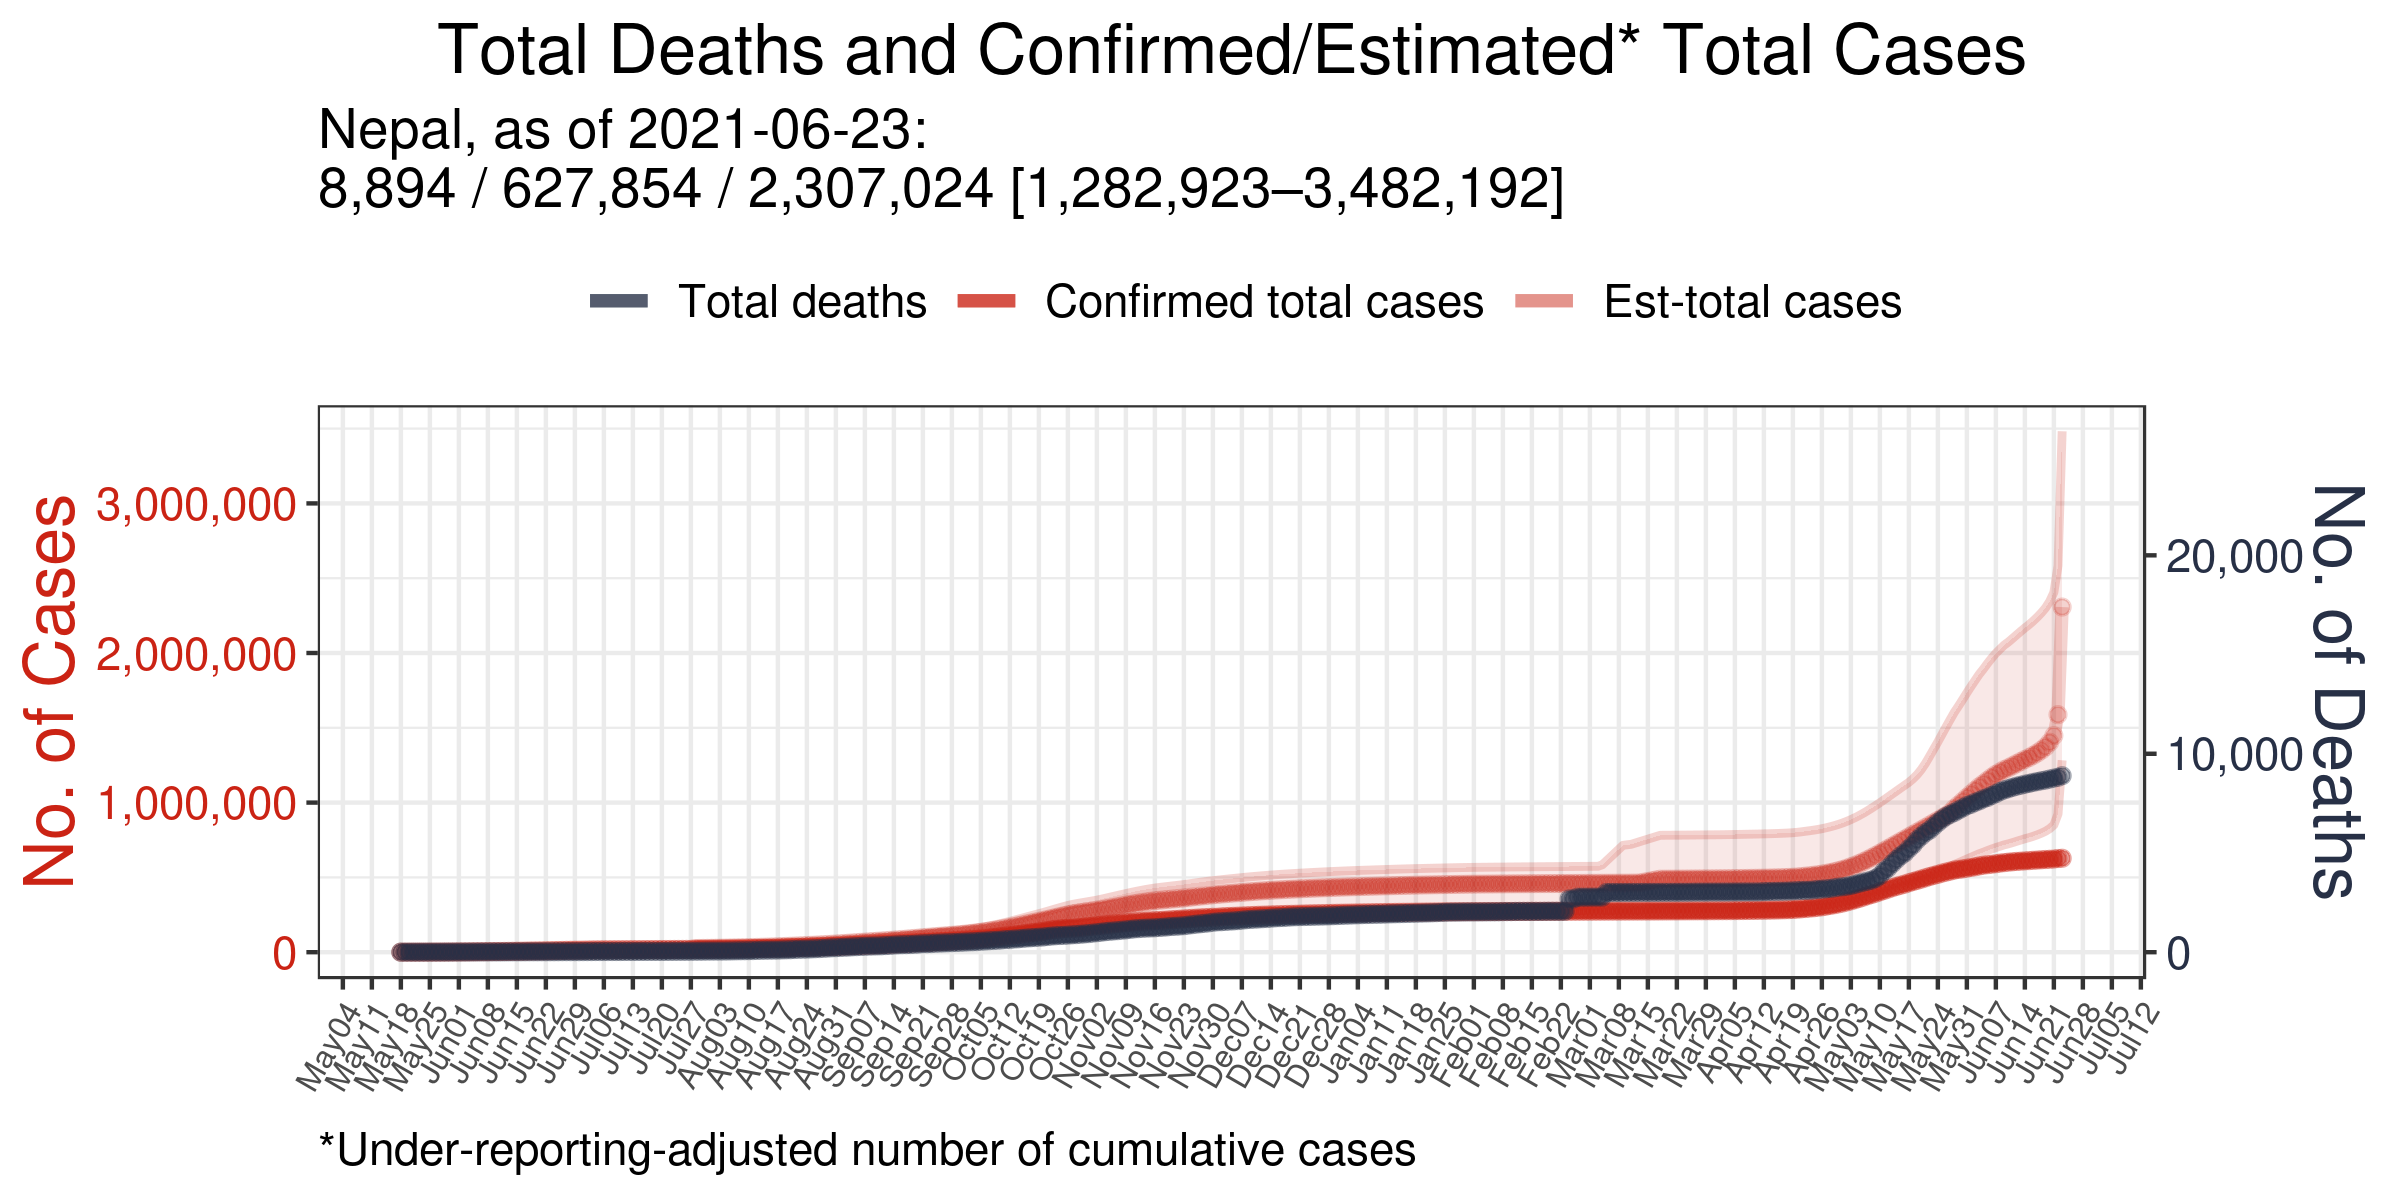 Total Deaths and Confirmed/Estimated* Total Cases
Nepal, as of 2021-06-23:
8,894 / 627,854 / 2,307,024 [1,282,923–3,482,192]
Total deaths
Confirmed total cases
Est-total cases
No. of Cases
3,000,000
2,000,000
1,000,000
0
20,000
10,000
0
No. of Deaths
May04
May11
May18
May25
Jun01
Jun08
Jun15
Jun22
Jun29
Jul06
Jul13
Jul20
Jul27
Aug03
Aug10
Aug17
Aug24
Aug31
Sep07
Sep14
Sep21
Sep28
Oct05
Oct12
Oct19
Oct26
Nov02
Nov09
Nov16
Nov23
Nov30
Dec07
Dec14
Dec21
Dec28
Jan04
Jan11
Jan18
Jan25
Feb01
Feb08
Feb15
Feb22
Mar01
Mar08
Mar15
Mar22
Mar29
Apr05
Apr12
Apr19
Apr26
May03
May10
May17
May24
May31
Jun07
Jun14
Jun21
Jun28
Jul05
Jul12
*Under-reporting-adjusted number of cumulative cases